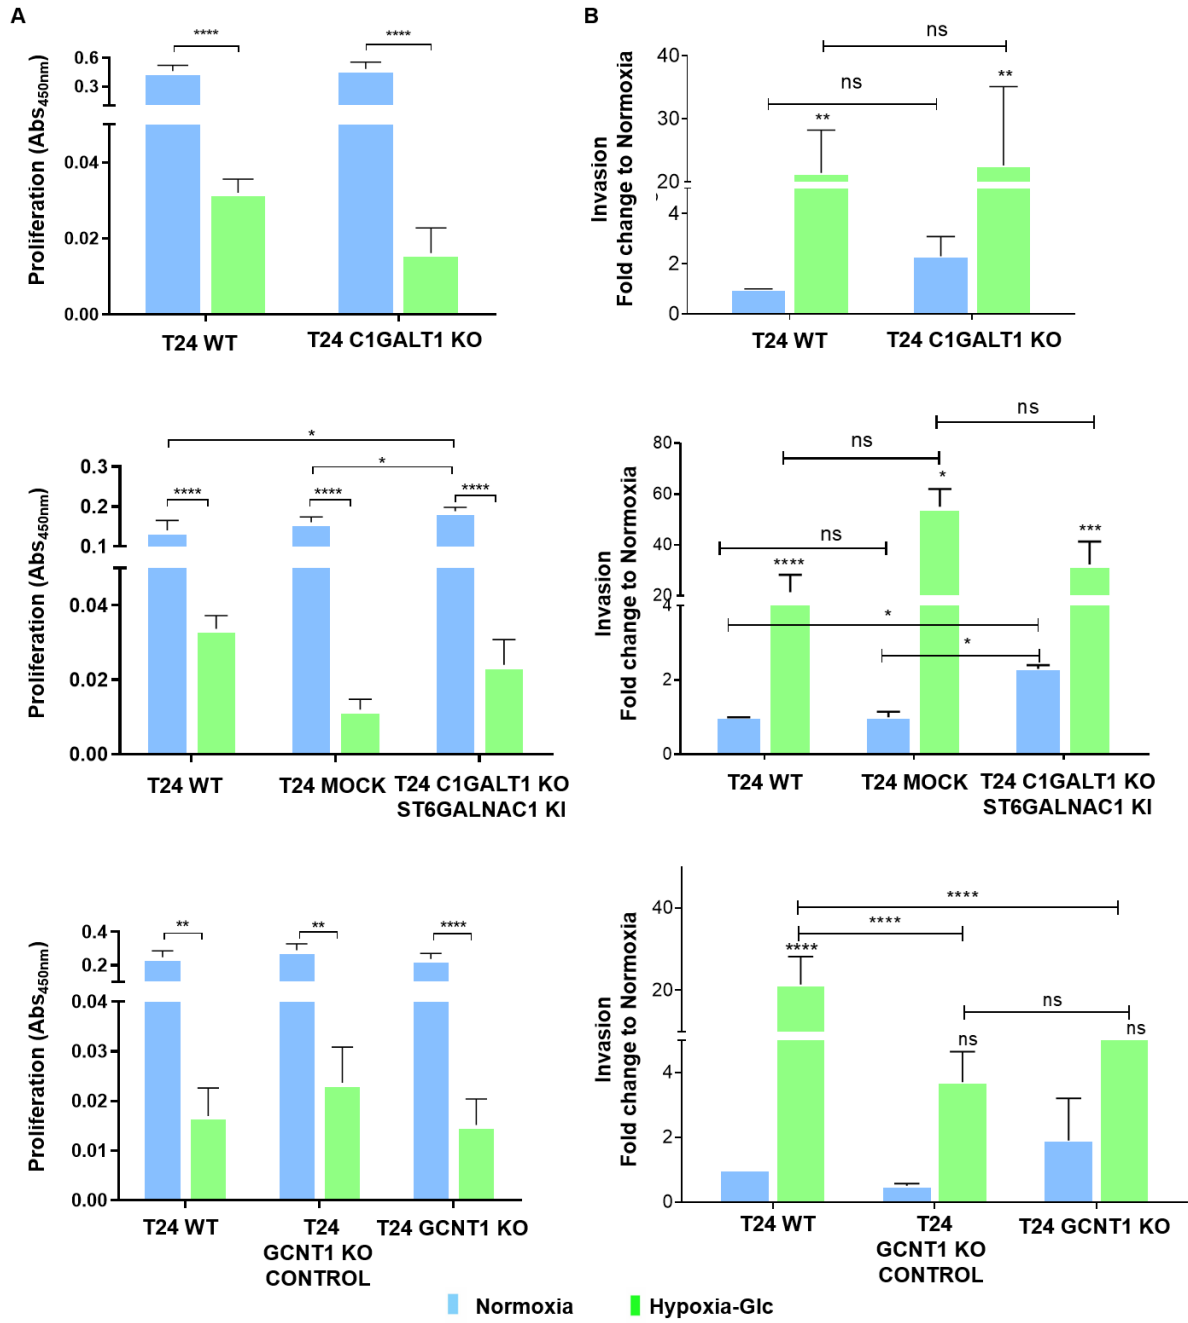 A
B
****
****
0.6
0.3
0.04
0.02
0.00
Proliferation (Abs450nm)
T24 WT
T24 C1GALT1 KO
ns
ns
**
**
40
30
20
4
2
0
Invasion
Fold change to Normoxia
T24 WT
T24 C1GALT1 KO
*
*
****
****
****
0.3
0.2
0.1
0.04
0.02
0.00
Proliferation (Abs450nm)
T24 WT
T24 MOCK
T24 C1GALT1 KO
ST6GALNAC1 KI
ns
ns
*
ns
****
***
*
*
80
60
40
20
4
2
0
Invasion
Fold change to Normoxia
T24 WT
T24 MOCK
T24 C1GALT1 KO
ST6GALNAC1 KI
**
**
****
0.4
0.2
0.04
0.03
0.02
0.01
0.00
Proliferation (Abs450nm)
T24 WT
T24
GCNT1 KO
CONTROL
T24 GCNT1 KO
****
****
****
ns
ns
ns
40
20
4
2
0
Invasion
Fold change to Normoxia
T24 WT
T24
GCNT1 KO
CONTROL
T24 GCNT1 KO
Normoxia
Hypoxia-Glc